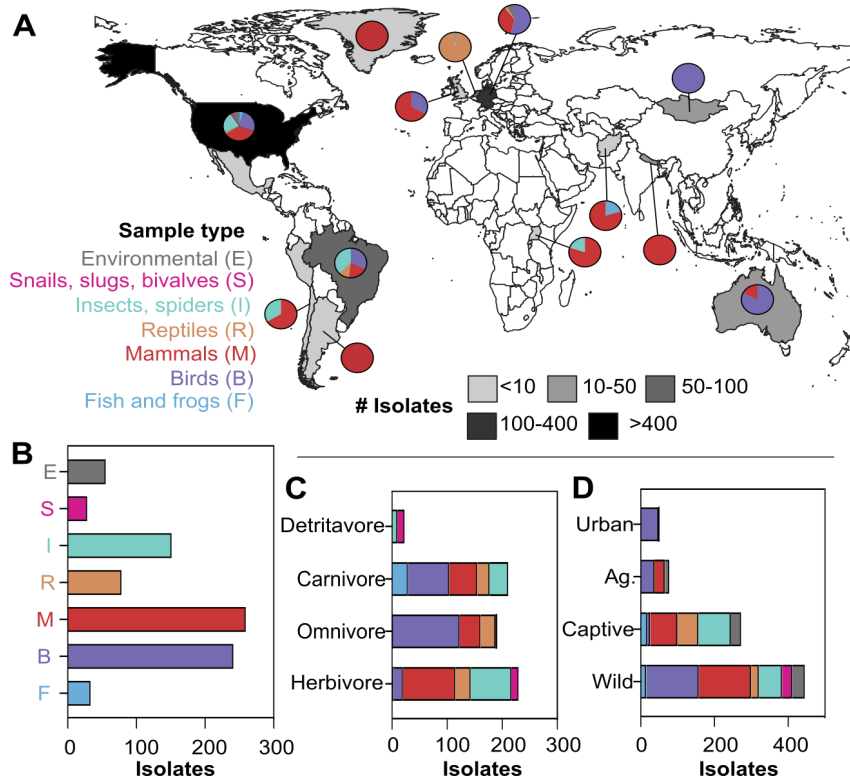 A
Sample type
Environmental (E)
Snails, slugs, bivalves (S)
Insects, spiders (I)
Reptiles (R)
Mammals (M)
Birds (B)
Fish and frogs (F)
# Isolates
<10
10-50
50-100
100-400
>400
B
E
S
I
R
M
B
F
0
100
200
300
Isolates
C
Detritavore
Carnivore
Omnivore
Herbivore
0
100
200
300
Isolates
D
Urban
Ag.
Captive
Wild
0
200
400
Isolates